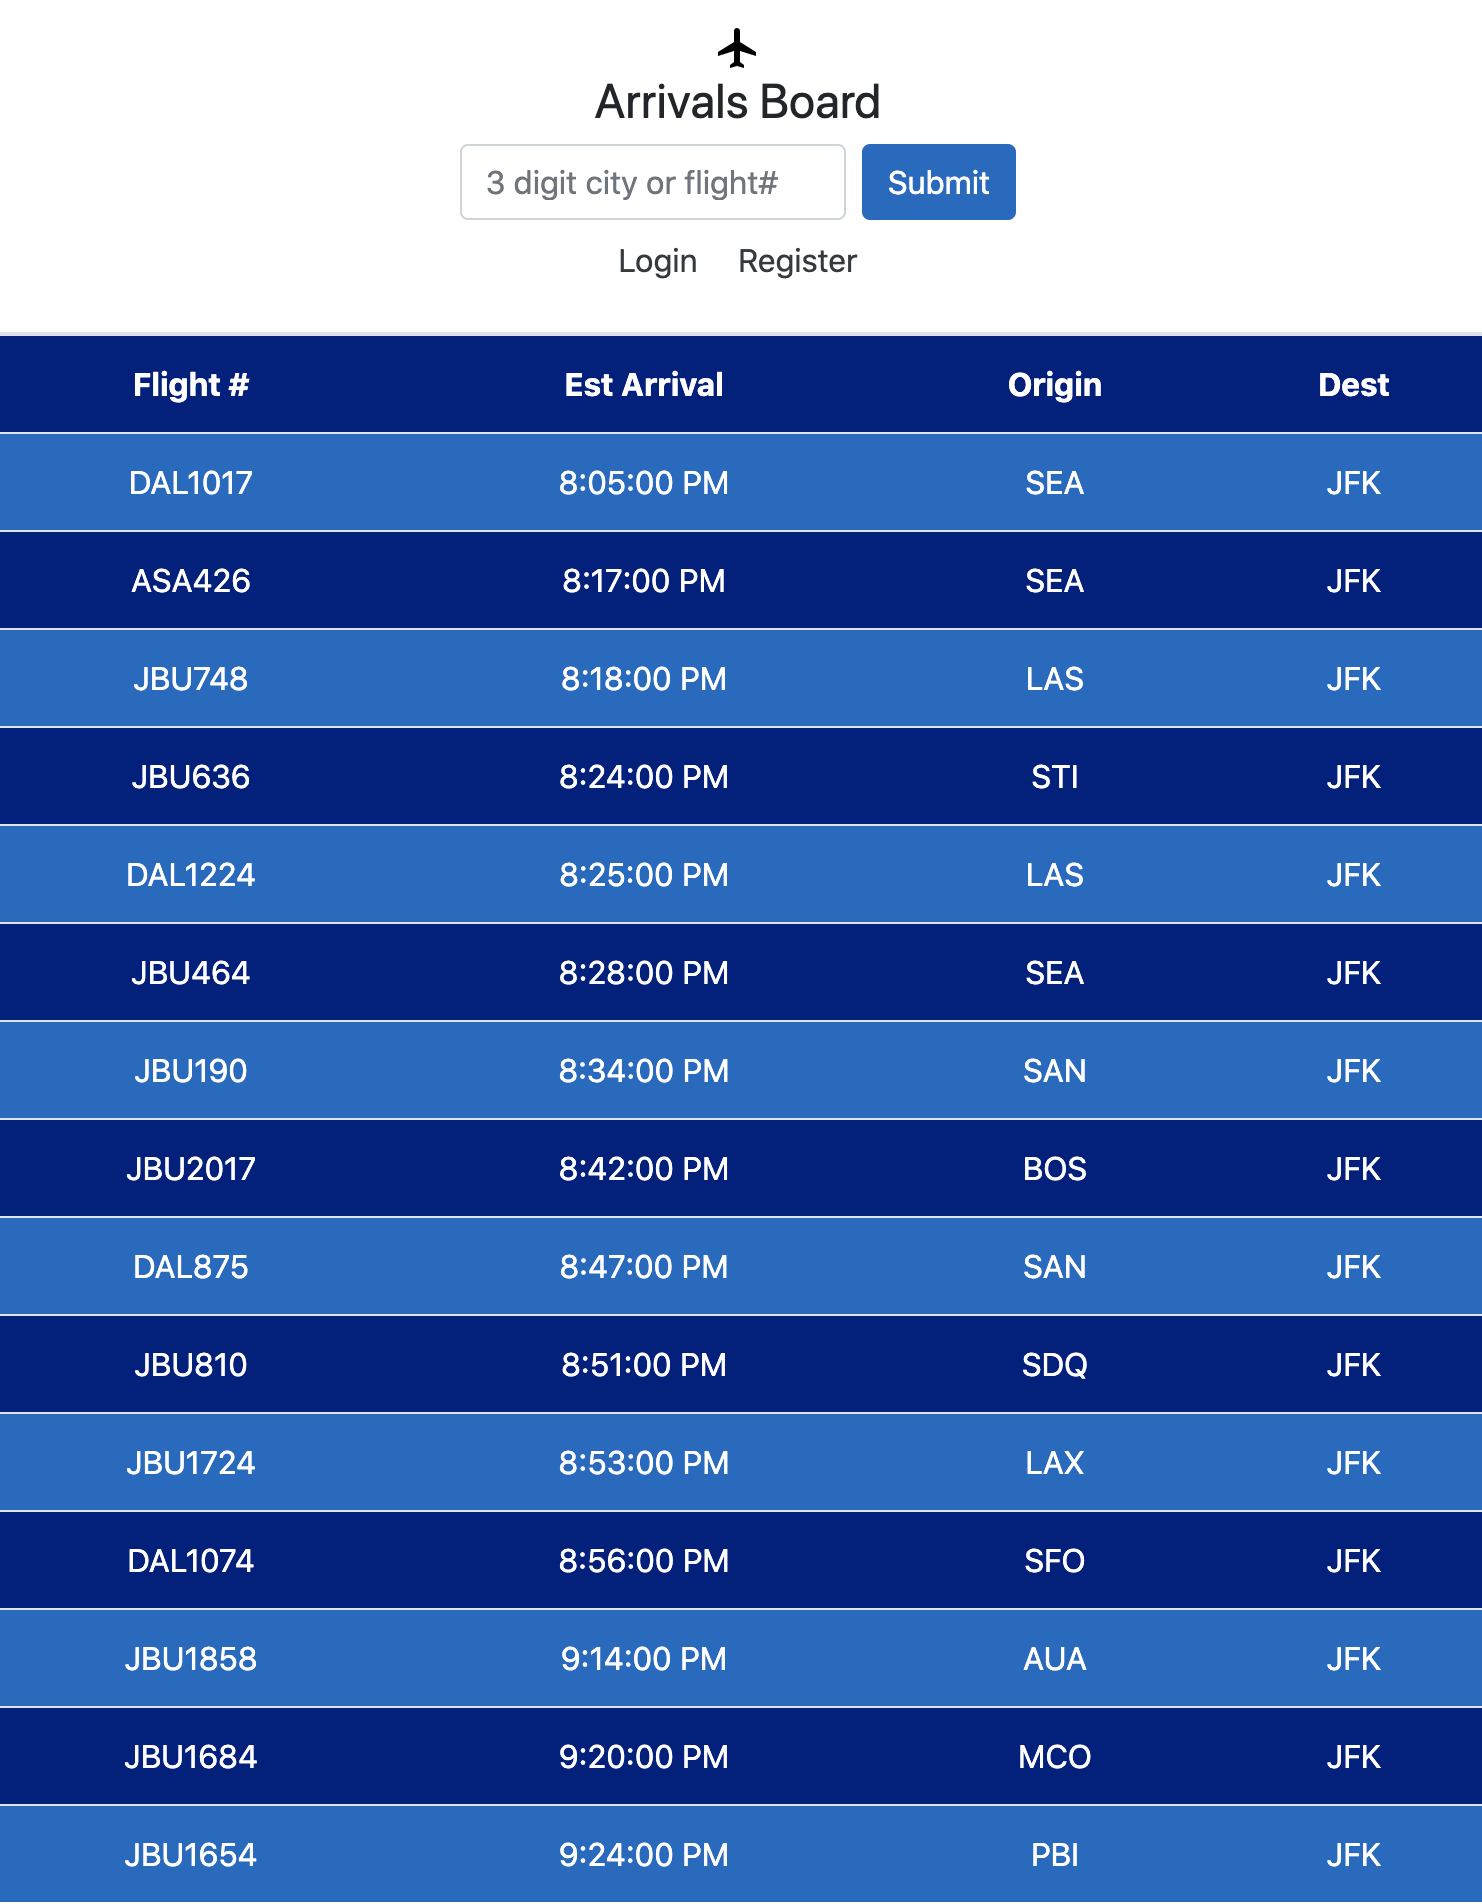 Arrivals Board
3 digit city or flight# Submit
Login Register
Flight # Est Arrival Origin Dest
DAL1017 8:05:00 PM SEA JFK
ASA426 8:17:00 PM SEA JFK
JBU748 8:18:00 PM LAS JFK
JBU636 8:24:00 PM STI JFK
DAL1224 8:25:00 PM LAS JFK
JBU464 8:28:00 PM SEA JFK
JBU190 8:34:00 PM SAN JFK
JBU2017 8:42:00 PM BOS JFK
DAL875 8:47:00 PM SAN JFK
JBU810 8:51:00 PM SDQ JFK
JBU1724 8:53:00 PM LAX JFK
DAL1074 8:56:00 PM SFO JFK
JBU1858 9:14:00 PM AUA JFK
JBU1684 9:20:00 PM MCO JFK
JBU1654 9:24:00 PM PBI JFK